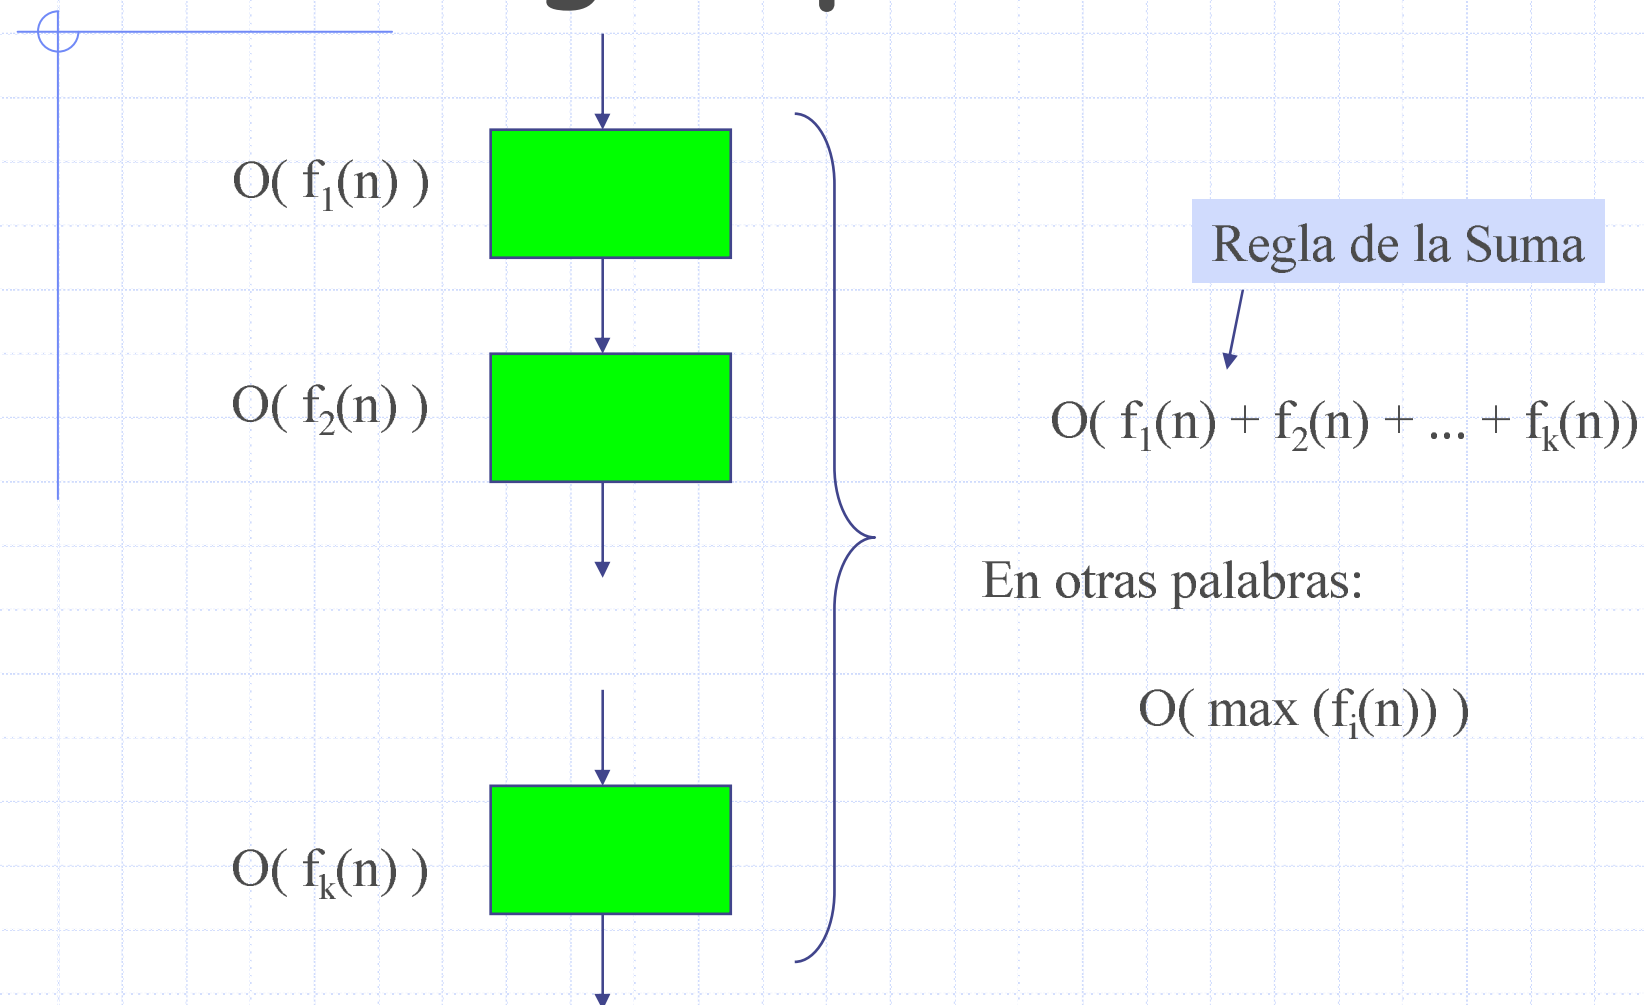 O( f₁(n) )
Regla de la Suma
O( f₂(n) )
O( f₁(n) + f₂(n) + ... + fₖ(n))
En otras palabras:
O( max (fᵢ(n)) )
O( fₖ(n) )